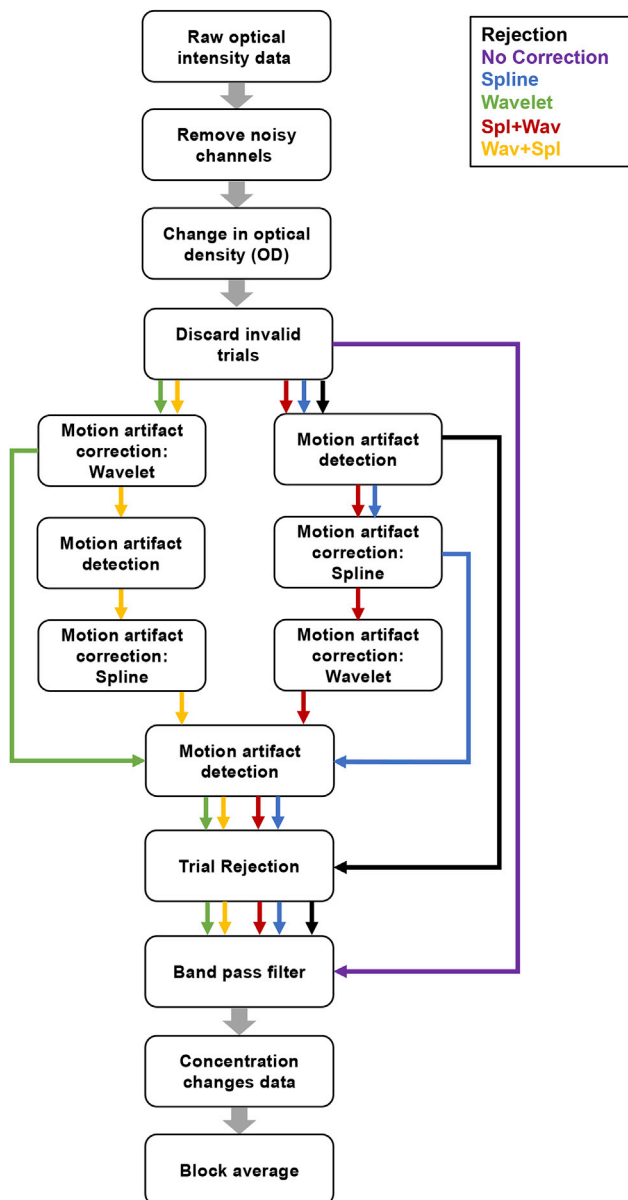 Raw optical
intensity data
Rejection
No Correction
Spline
Wavelet
Spl+Wav
Wav+Spl
Remove noisy
channels
Change in optical
density (OD)
Discard invalid
trials
Motion artifact
correction:
Wavelet
Motion artifact
detection
Motion artifact
detection
Motion artifact
correction:
Spline
Motion artifact
correction:
Spline
Motion artifact
correction:
Wavelet
Motion artifact
detection
Trial Rejection
Band pass filter
Concentration
changes data
Block average